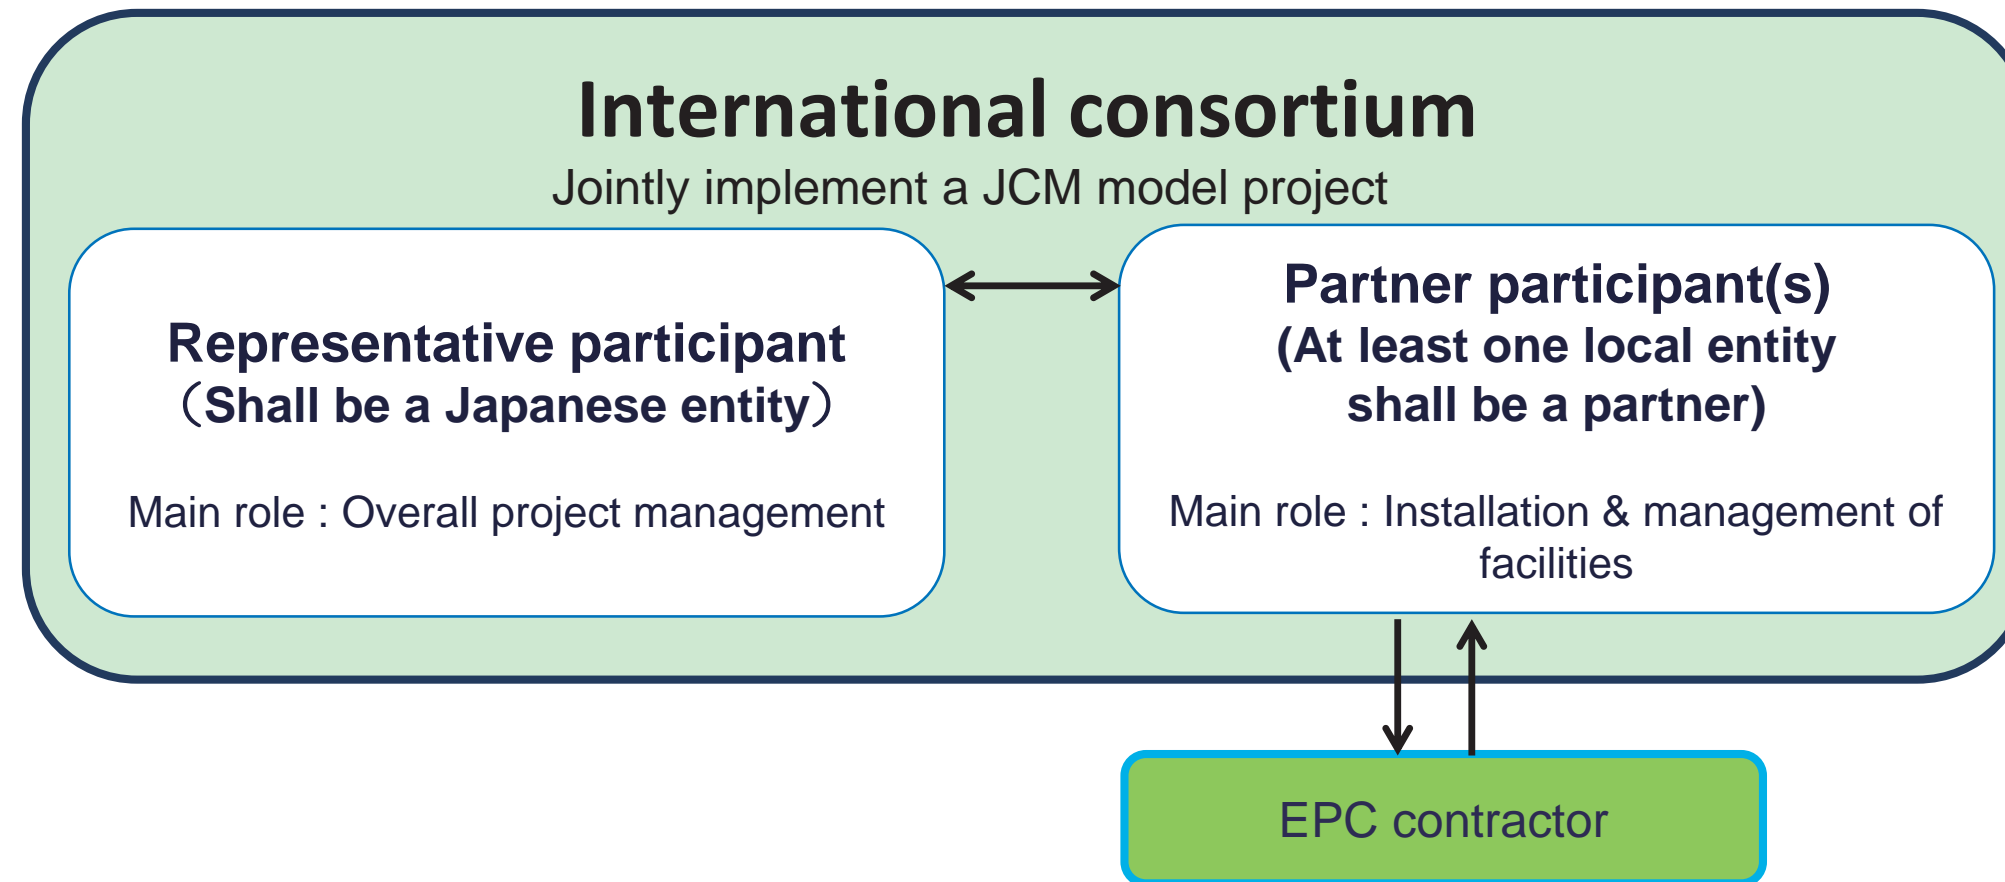 International consortium
Jointly implement a JCM model project
Representative participant
（Shall be a Japanese entity）
Main role : Overall project management
Partner participant(s)
(At least one local entity
shall be a partner)
Main role : Installation & management of
facilities
EPC contractor